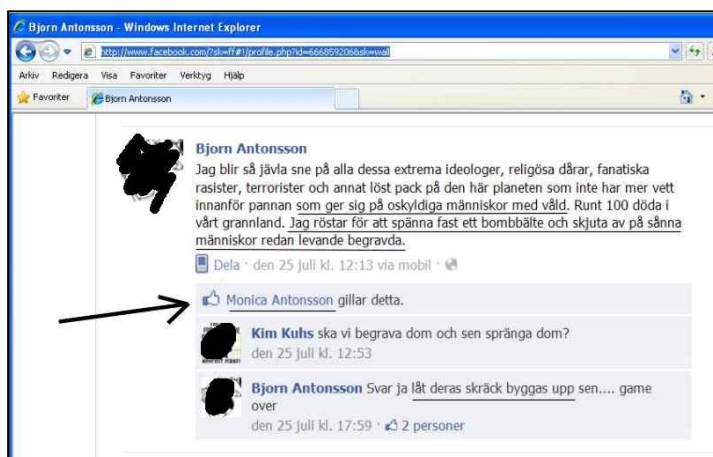 Bjorn Antonsson - Windows Internet Explorer
http://www.facebook.com/?sk=ff#!/profile.php?id=666859206&sk=wall
Arkiv Redigera Visa Favoriter Verktyg Hjälp
Favoriter Bjorn Antonsson
Bjorn Antonsson
Jag blir så jävla sne på alla dessa extrema ideologer, religösa dårar, fanatiska
rasister, terrorister och annat löst pack på den här planeten som inte har mer vett
innanför pannan som ger sig på oskyldiga människor med våld. Runt 100 döda i
vårt grannland. Jag röstar för att spänna fast ett bombbälte och skjuta av på sånna
människor redan levande begravda.
Dela · den 25 juli kl. 12:13 via mobil ·
Monica Antonsson gillar detta.
Kim Kuhs ska vi begrava dom och sen spränga dom?
den 25 juli kl. 12:53
Bjorn Antonsson Svar ja låt deras skräck byggas upp sen.... game
over
den 25 juli kl. 17:59 · 2 personer